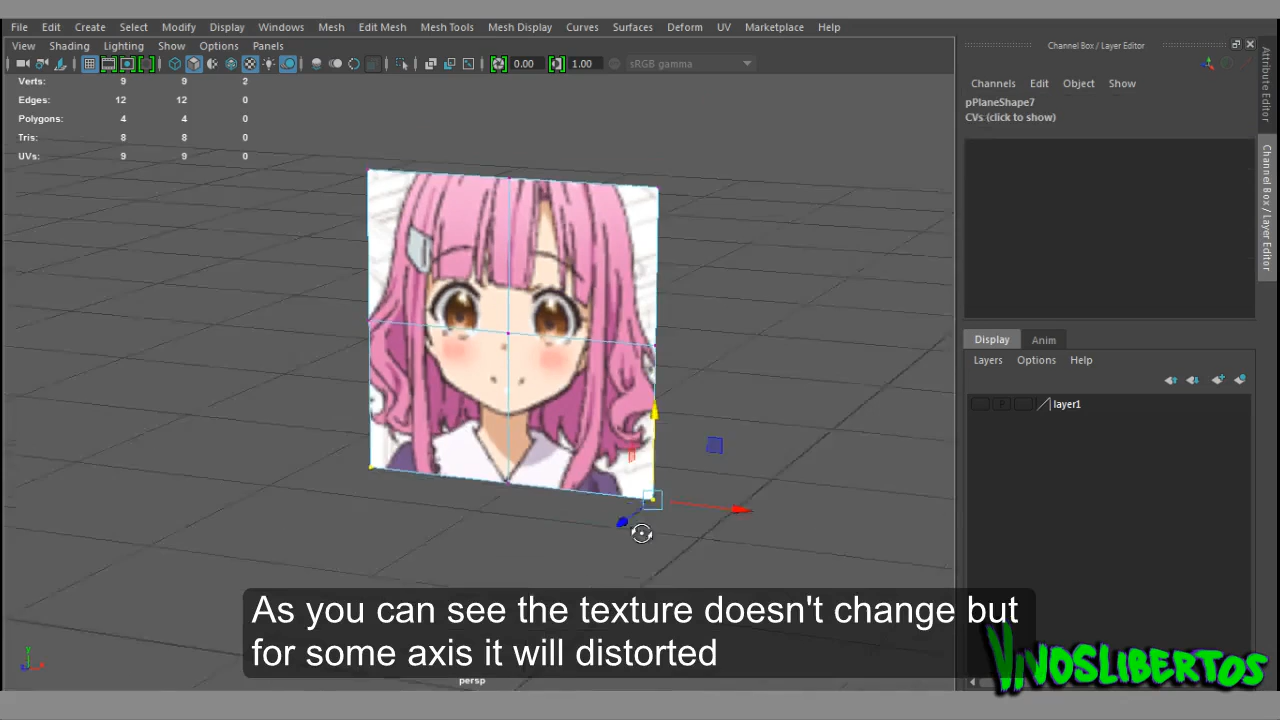 File Edit Create Select Modify Display Windows Mesh Edit Mesh Mesh Tools Mesh Display Curves Surfaces Deform UV Marketplace Help
View Shading Lighting Show Options Panels
0.00 1.00 sRGB gamma
Verts: 9 9 2
Edges: 12 12 0
Polygons: 4 4 0
Tris: 8 8 0
UVs: 9 9 0
Channel Box / Layer Editor
Channels Edit Object Show
pPlaneShape7
CVs (click to show)
Attribute Editor
Channel Box / Layer Editor
Display Anim
Layers Options Help
P layer1
As you can see the texture doesn't change but
for some axis it will distorted
persp
VIVOSLIBERTOS